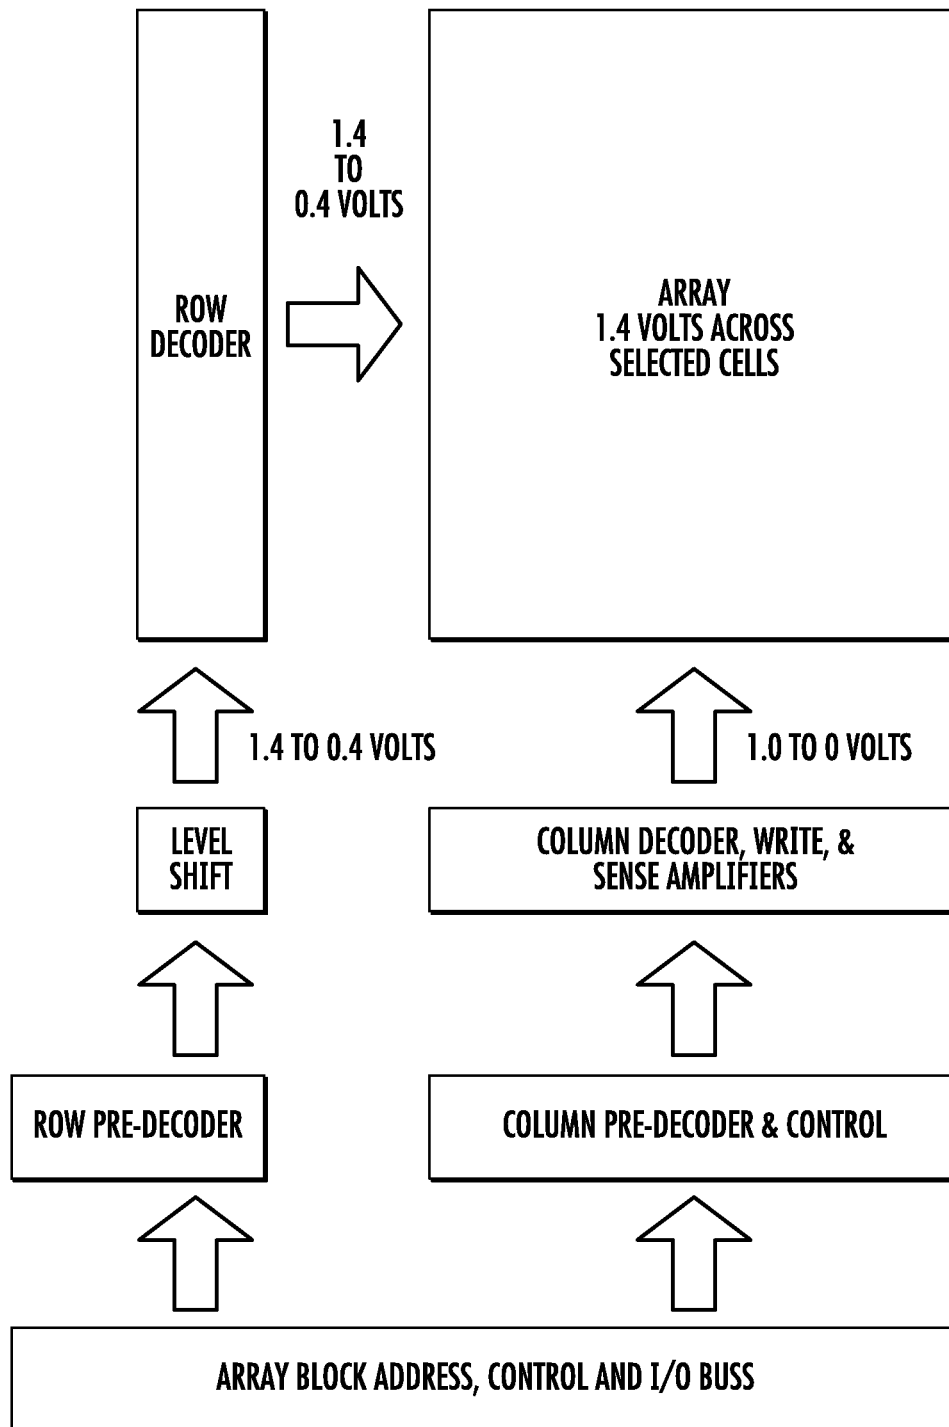 1.4
TO
0.4 VOLTS
ROW
DECODER
ARRAY
1.4 VOLTS ACROSS
SELECTED CELLS
1.4 TO 0.4 VOLTS
1.0 TO 0 VOLTS
LEVEL
SHIFT
COLUMN DECODER, WRITE, &
SENSE AMPLIFIERS
ROW PRE-DECODER
COLUMN PRE-DECODER & CONTROL
ARRAY BLOCK ADDRESS, CONTROL AND I/O BUSS